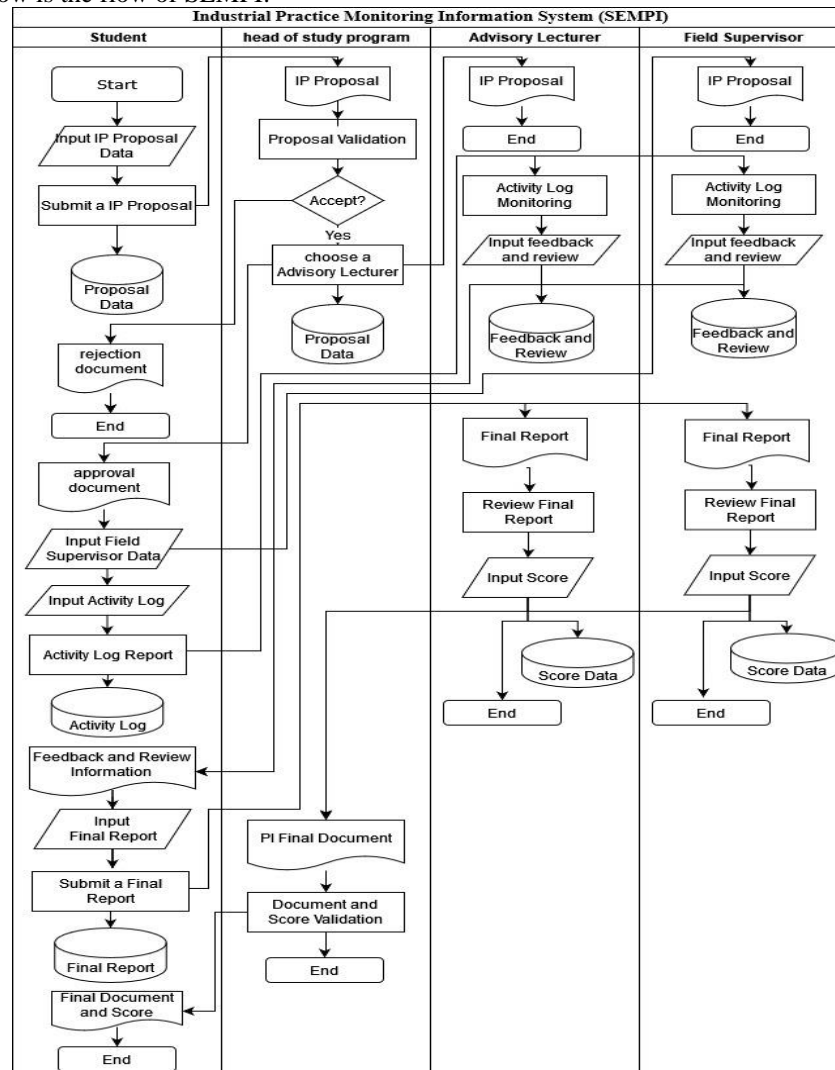 ow is the flow of SEMPI:
Industrial Practice Monitoring Information System (SEMPI)
Student
head of study program
Advisory Lecturer
Field Supervisor
Start
Input IP Proposal
Data
Submit a IP Proposal
Proposal
Data
rejection
document
End
approval
document
Input Field
Supervisor Data
Input Activity Log
Activity Log Report
Activity Log
Feedback and Review
Information
Input
Final Report
Submit a Final
Report
Final Report
Final Document
and Score
End
IP Proposal
Proposal Validation
Accept?
Yes
choose a
Advisory Lecturer
Proposal
Data
PI Final Document
Document and
Score Validation
End
IP Proposal
End
Activity Log
Monitoring
Input feedback
and review
Feedback and
Review
Final Report
Review Final
Report
Input Score
Score Data
End
IP Proposal
End
Activity Log
Monitoring
Input feedback
and review
Feedback and
Review
Final Report
Review Final
Report
Input Score
Score Data
End